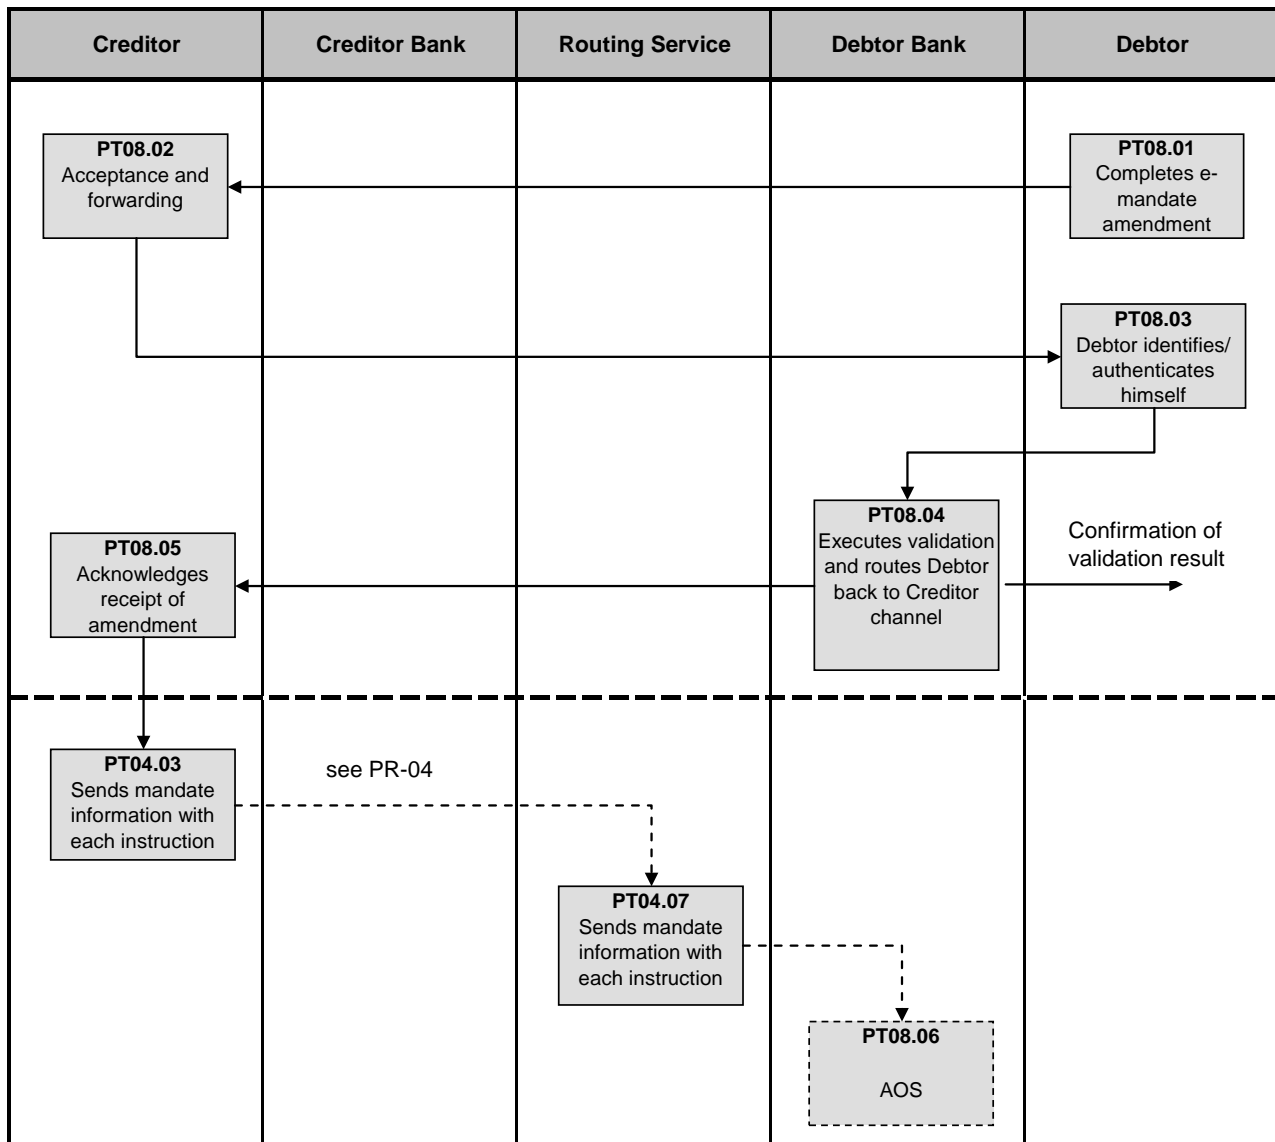 Creditor
Creditor Bank
Routing Service
Debtor Bank
Debtor
PT08.02
Acceptance and
forwarding
PT08.01
Completes e-
mandate
amendment
PT08.03
Debtor identifies/
authenticates
himself
PT08.04
Executes validation
and routes Debtor
back to Creditor
channel
Confirmation of
validation result
PT08.05
Acknowledges
receipt of
amendment
PT04.03
Sends mandate
information with
each instruction
see PR-04
PT04.07
Sends mandate
information with
each instruction
PT08.06
AOS